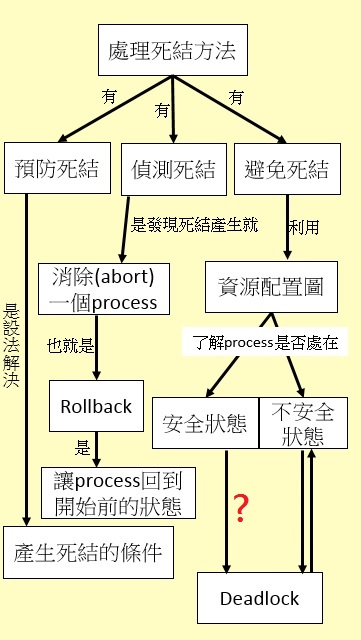 處理死結方法
有
有
有
預防死結
偵測死結
避免死結
是發現死結產生就
利用
消除(abort)
一個process
資源配置圖
是設法解決
也就是
了解process是否處在
Rollback
安全狀態
不安全
狀態
是
讓process回到
開始前的狀態
?
產生死結的條件
Deadlock